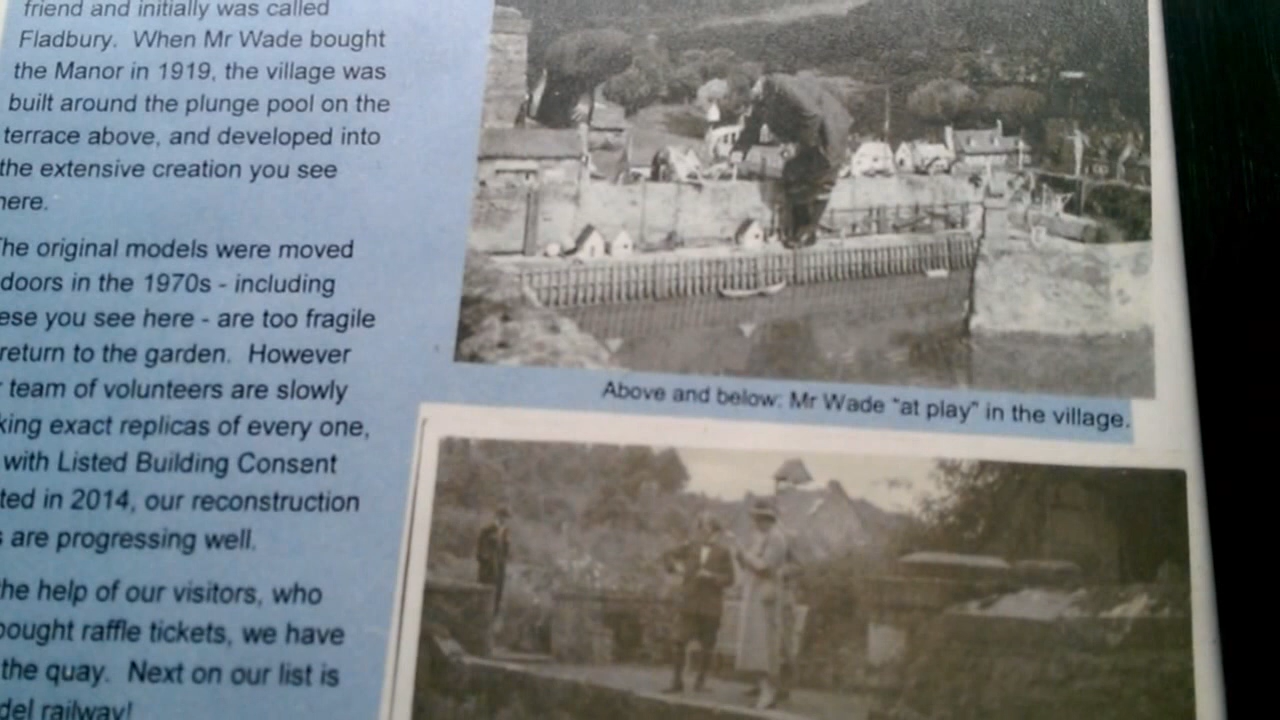 friend and initially was called
Fladbury. When Mr Wade bought
the Manor in 1919, the village was
built around the plunge pool on the
terrace above, and developed into
the extensive creation you see
here.
The original models were moved
doors in the 1970s - including
ese you see here - are too fragile
return to the garden. However
team of volunteers are slowly
king exact replicas of every one,
with Listed Building Consent
ted in 2014, our reconstruction
s are progressing well.
the help of our visitors, who
bought raffle tickets, we have
the quay. Next on our list is
del railway!
Above and below: Mr Wade "at play" in the village.